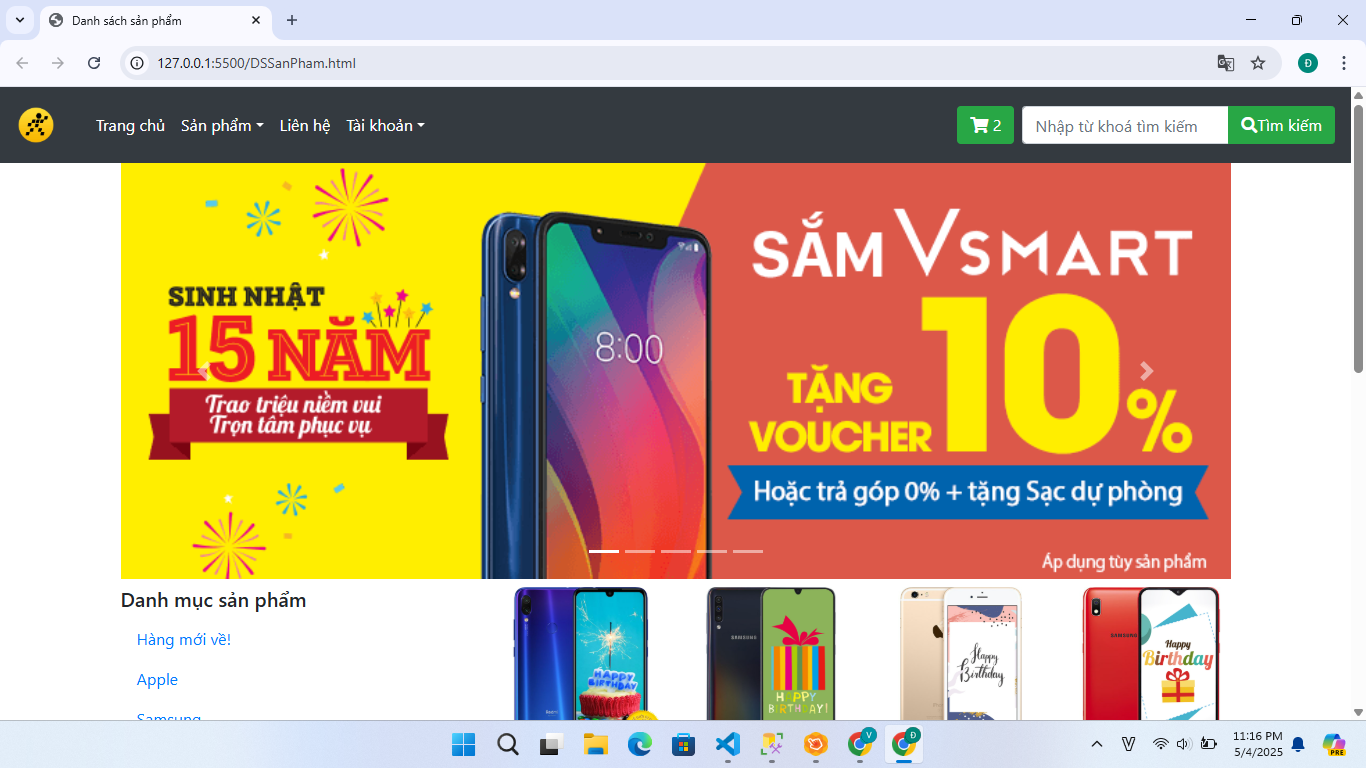 Danh sách sản phẩm
127.0.0.1:5500/DSSanPham.html
Đ
Trang chủ Sản phẩm Liên hệ Tài khoản 2 Nhập từ khoá tìm kiếm Tìm kiếm
SINH NHẬT
15 NĂM
Trao triệu niềm vui
Trọn tâm phục vụ
8:00
SẮM VSMART
TẶNG
VOUCHER
10%
Hoặc trả góp 0% + tặng Sạc dự phòng
Áp dụng tùy sản phẩm
Danh mục sản phẩm
Hàng mới về!
Apple
Samsung
HAPPY
BIRTHDAY
Redmi
SAMSUNG
HAPPY
BIRTHDAY!
Happy
Birthday
SAMSUNG
Happy
Birthday
V
Đ
PRE
11:16 PM
5/4/2025